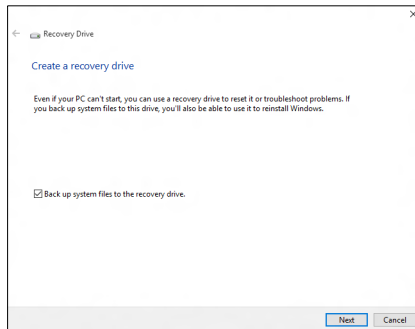 Recovery Drive
Create a recovery drive
Even if your PC can't start, you can use a recovery drive to reset it or troubleshoot problems. If
you back up system files to this drive, you'll also be able to use it to reinstall Windows.
Back up system files to the recovery drive.
Next Cancel